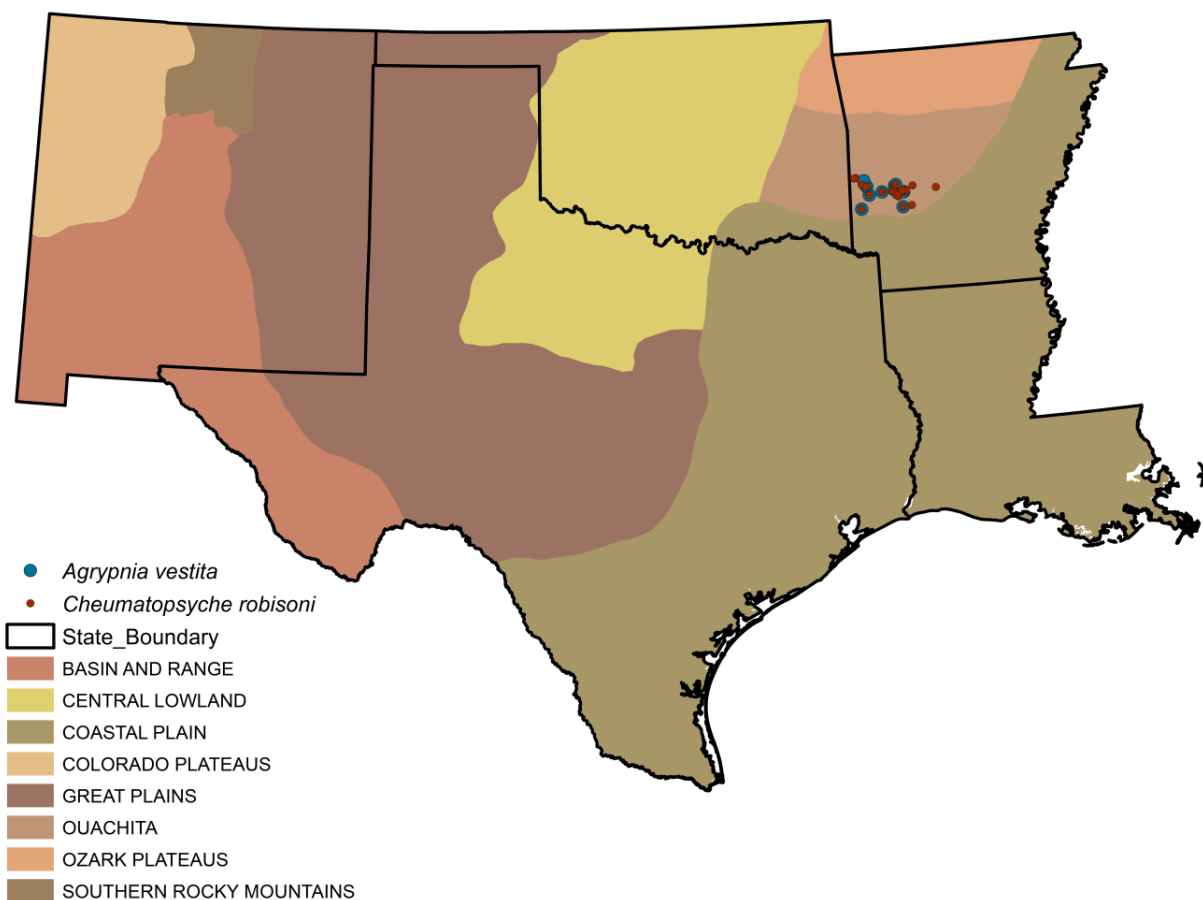 Agrypnia vestita
Cheumatopsyche robisoni
State_Boundary
BASIN AND RANGE
CENTRAL LOWLAND
COASTAL PLAIN
COLORADO PLATEAUS
GREAT PLAINS
OUACHITA
OZARK PLATEAUS
SOUTHERN ROCKY MOUNTAINS